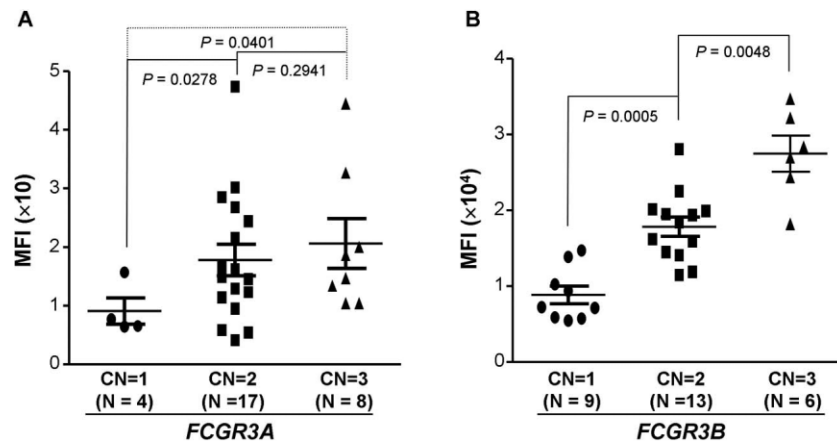 A
P = 0.0401
P = 0.0278
P = 0.2941
5
4
3
2
1
0
MFI (×10)
CN=1
(N = 4)
CN=2
(N =17)
CN=3
(N = 8)
FCGR3A
B
P = 0.0048
P = 0.0005
4
3
2
1
0
MFI (×10⁴)
CN=1
(N = 9)
CN=2
(N =13)
CN=3
(N = 6)
FCGR3B